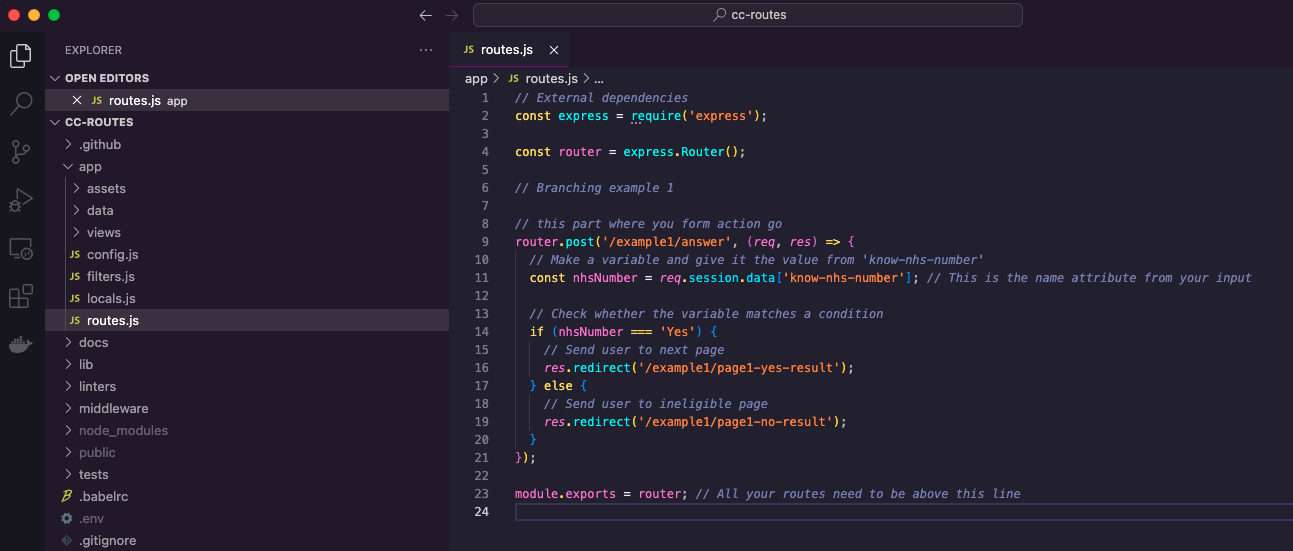 cc-routes
EXPLORER
OPEN EDITORS
JS routes.js app
CC-ROUTES
.github
app
assets
data
views
JS config.js
JS filters.js
JS locals.js
JS routes.js
docs
lib
linters
middleware
node_modules
public
tests
.babelrc
.env
.gitignore
JS routes.js
app > JS routes.js > ...
1 // External dependencies
2 const express = require('express');
3
4 const router = express.Router();
5
6 // Branching example 1
7
8 // this part where you form action go
9 router.post('/example1/answer', (req, res) => {
10 // Make a variable and give it the value from 'know-nhs-number'
11 const nhsNumber = req.session.data['know-nhs-number']; // This is the name attribute from your input
12
13 // Check whether the variable matches a condition
14 if (nhsNumber === 'Yes') {
15 // Send user to next page
16 res.redirect('/example1/page1-yes-result');
17 } else {
18 // Send user to ineligible page
19 res.redirect('/example1/page1-no-result');
20 }
21 });
22
23 module.exports = router; // All your routes need to be above this line
24